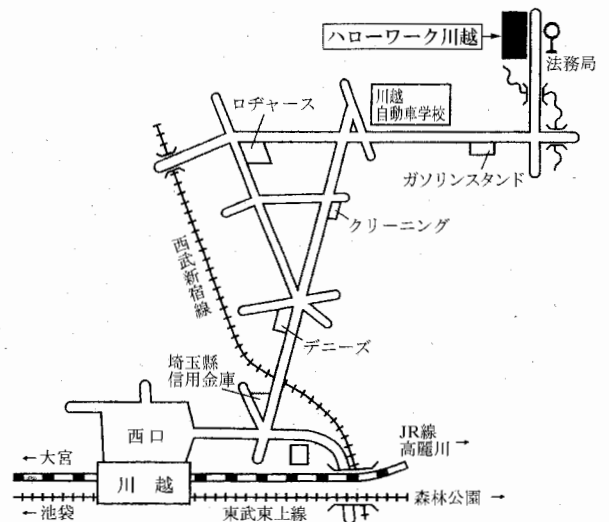 ハローワーク川越
法務局
ロヂャース
川越
自動車学校
ガソリンスタンド
クリーニング
西武新宿線
デニーズ
埼玉縣
信用金庫
西口
JR線
高麗川→
←大宮
川越
森林公園→
←池袋
東武東上線